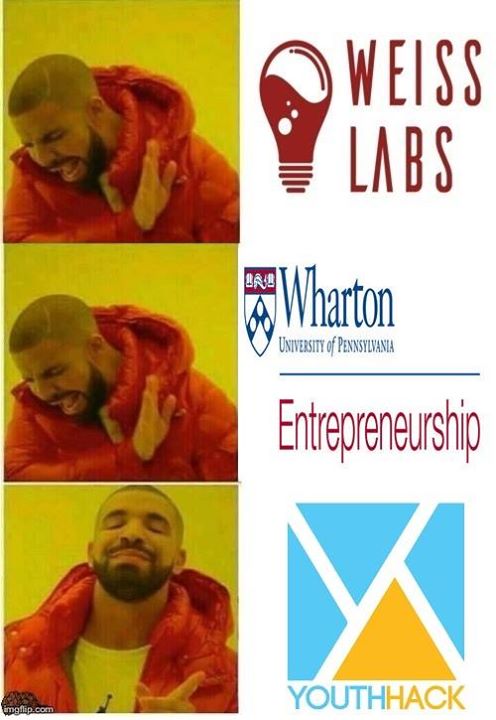 WEISS
LABS
Wharton
UNIVERSITY of PENNSYLVANIA
Entrepreneurship
YOUTHHACK
imgflip.com